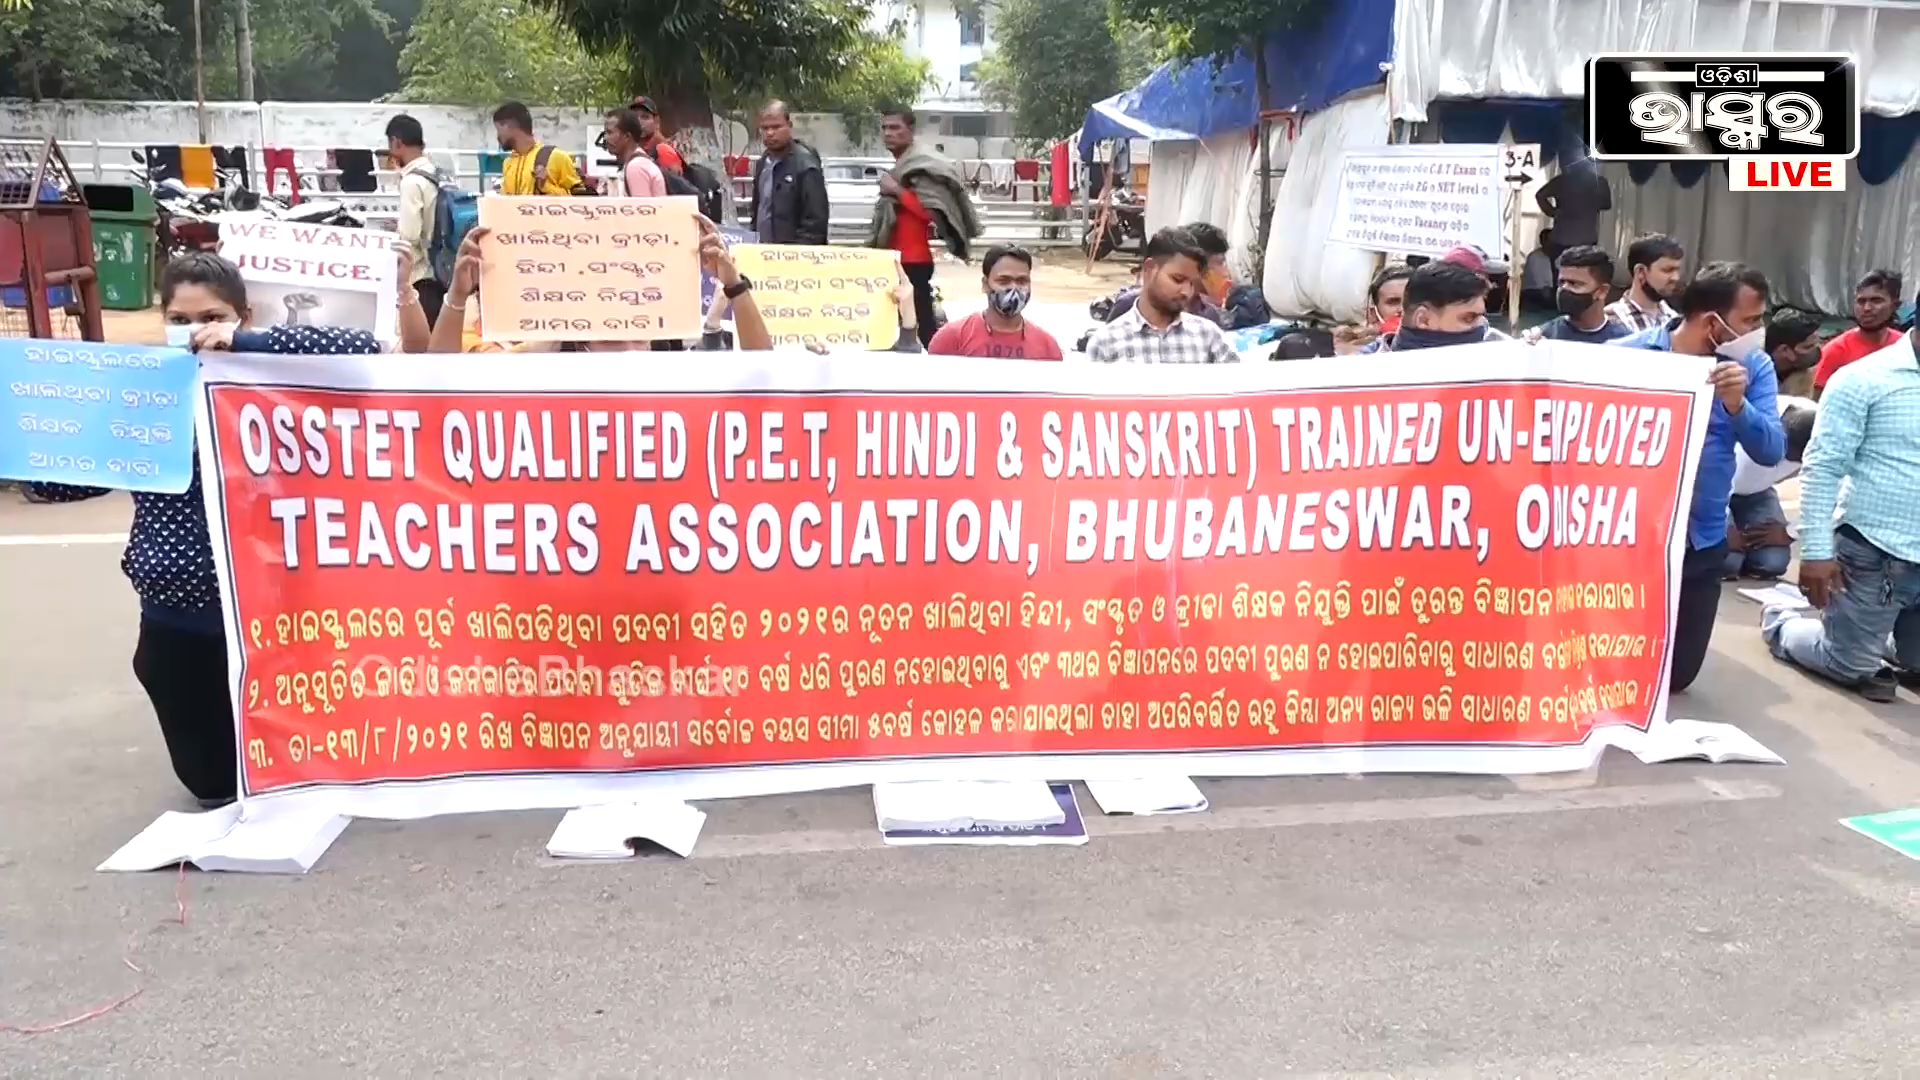 ଓଡ଼ିଶା
ଭାସ୍କର
LIVE
WE WANT
JUSTICE.
ହାଇସ୍କୁଲରେ
ଖାଲିଥିବା କ୍ରୀଡ଼ା,
ହିନ୍ଦୀ ,ସଂସ୍କୃତ
ଶିକ୍ଷକ ନିଯୁକ୍ତି
ଆମର ଦାବି।
ହାଇସ୍କୁଲରେ
ଖାଲିଥିବା ସଂସ୍କୃତ
ଶିକ୍ଷକ ନିଯୁକ୍ତି
ଆମର ଦାବି
ହାଇସ୍କୁଲରେ
ଖାଲିଥିବା କ୍ରୀଡ଼ା
ଶିକ୍ଷକ ନିଯୁକ୍ତି
ଆମର ଦାବି
3-A
OSSTET QUALIFIED (P.E.T, HINDI & SANSKRIT) TRAINED UN-EMPLOYED
TEACHERS ASSOCIATION, BHUBANESWAR, ODISHA
୧. ହାଇସ୍କୁଲରେ ପୂର୍ବ ଖାଲିପଡିଥିବା ପଦବୀ ସହିତ ୨୦୨୧ର ନୂତନ ଖାଲିଥିବା ହିନ୍ଦୀ, ସଂସ୍କୃତ ଓ କ୍ରୀଡା ଶିକ୍ଷକ ନିଯୁକ୍ତି ପାଇଁ ତୁରନ୍ତ ବିଜ୍ଞାପନ
୨. ଅନୁସୂଚିତ ଜାତି ଓ ଜନଜାତିର ପଦବୀ ୧୦ ବର୍ଷ ଧରି ପୁରଣ ନହୋଇଥିବାରୁ ଏବଂ ୩ଥର ବିଜ୍ଞାପନରେ ପଦବୀ ପୁରଣ ନ ହୋଇପାରିବାରୁ ସାଧାରଣ
୩. ତା-୧୩/୮/୨୦୨୧ ରିଖ ବିଜ୍ଞାପନ ଅନୁଯାୟୀ ସର୍ବୋଚ୍ଚ ବୟସ ସୀମା ୫ବର୍ଷ କୋହଳ କରାଯାଇଥିଲା ତାହା ଅପରିବର୍ତ୍ତିତ ରହୁ କିମ୍ବା ଅନ୍ୟ ରାଜ୍ୟ ଭଳି ସାଧାରଣ
OdishaBhaskar